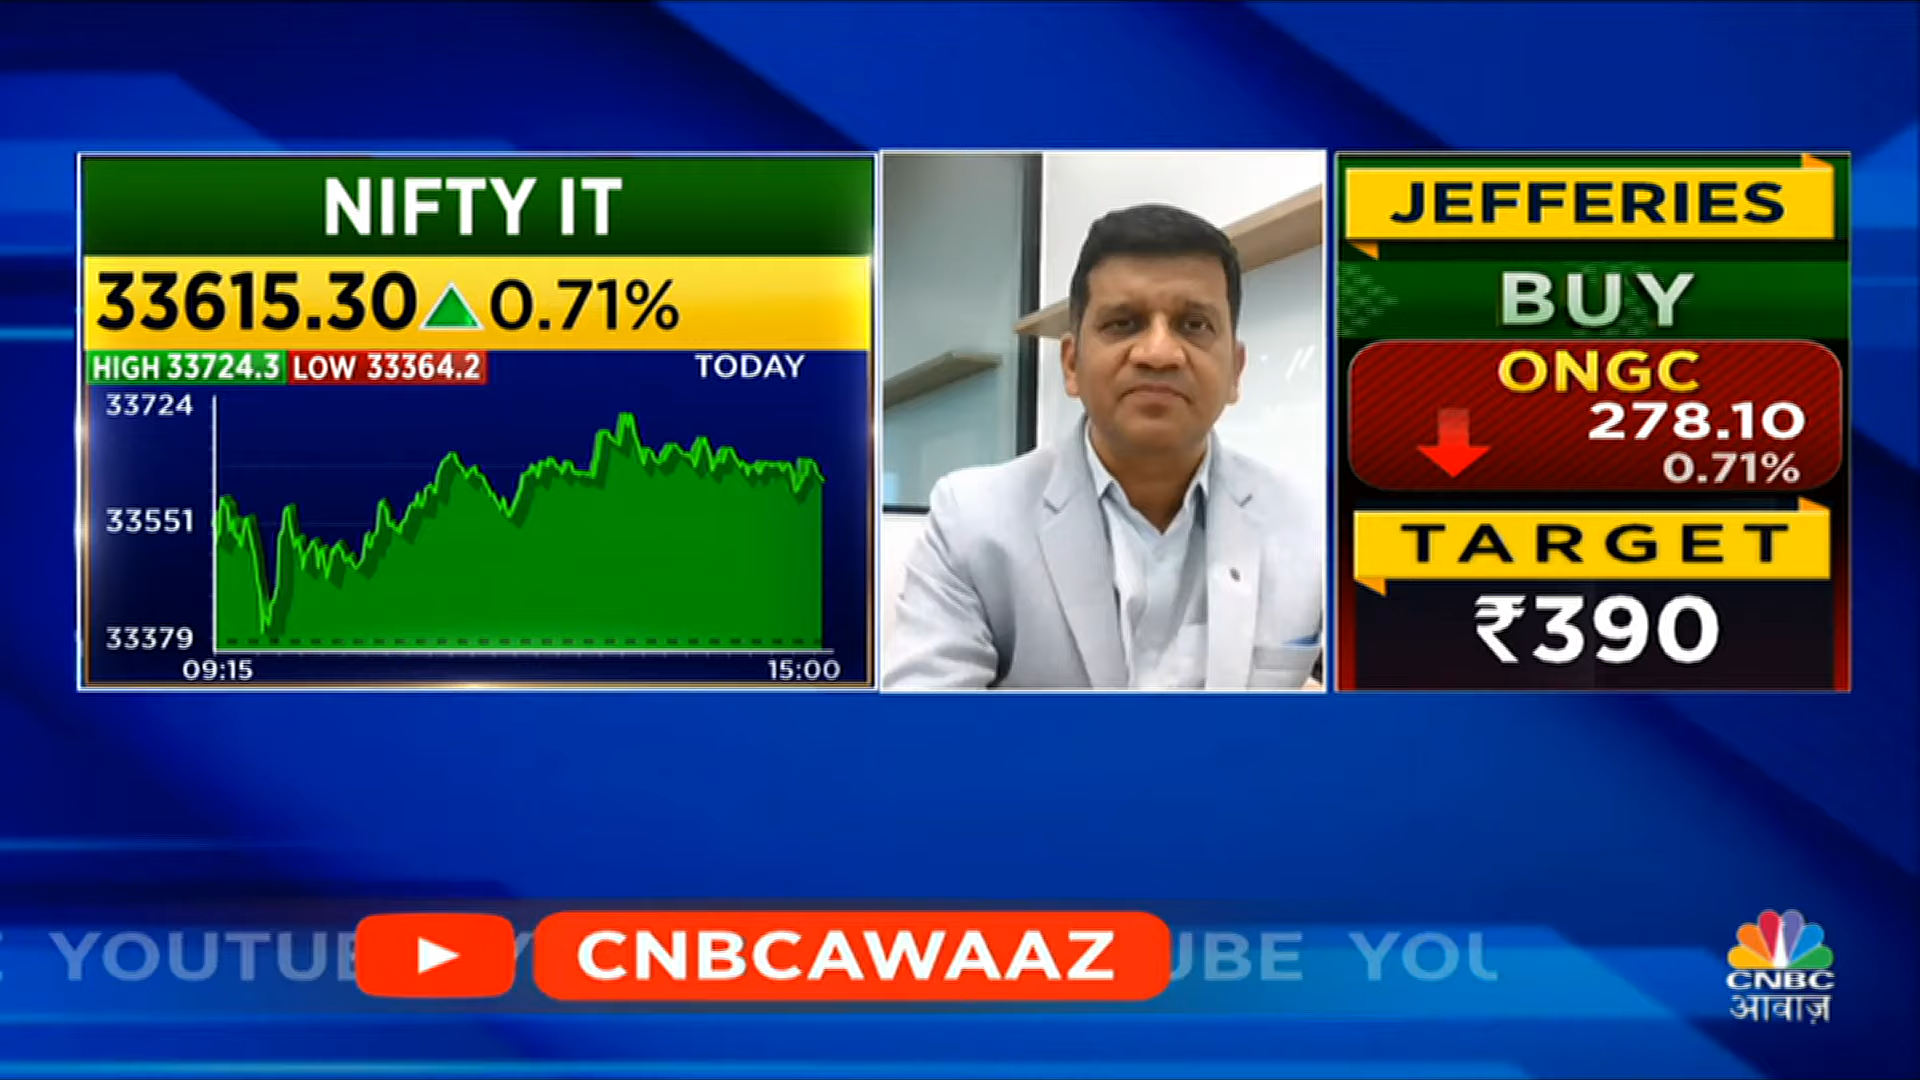 NIFTY IT
33615.30 0.71%
HIGH 33724.3 LOW 33364.2 TODAY
33724
33551
33379
09:15 15:00
JEFFERIES
BUY
ONGC
278.10
0.71%
TARGET
₹390
YOUTUBE CNBCAWAAZ UBE YOU
CNBC
आवाज़